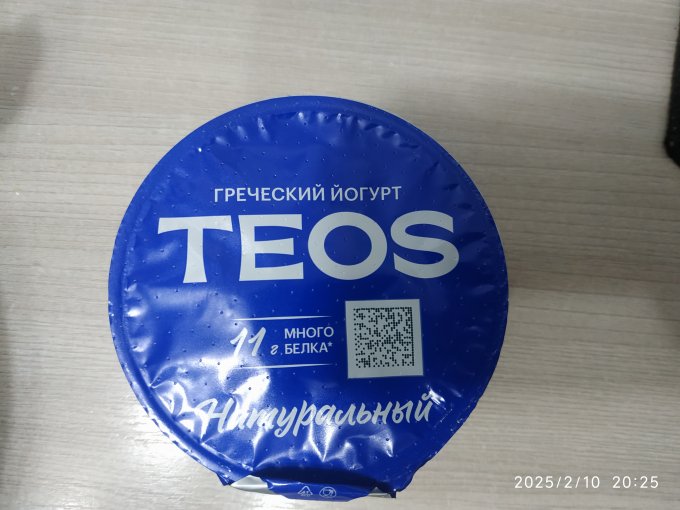 ГРЕЧЕСКИЙ ЙОГУРТ
TEOS
11 г МНОГО
БЕЛКА*
Натуральный
2025/2/10 20:25